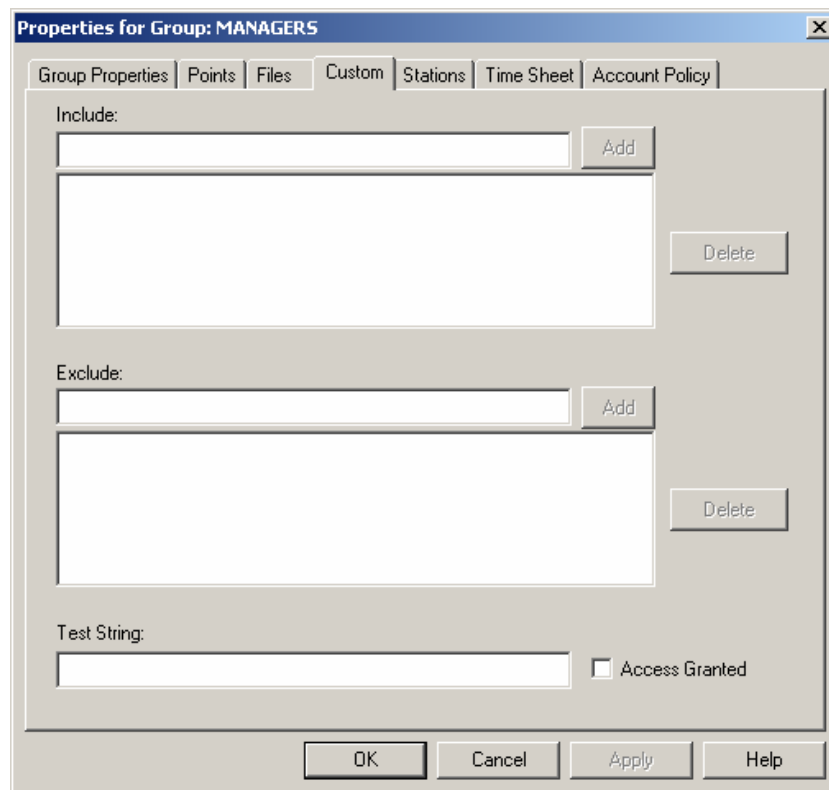 Properties for Group: MANAGERS
Group Properties Points Files Custom Stations Time Sheet Account Policy
Include:
Add
Delete
Exclude:
Add
Delete
Test String:
Access Granted
OK Cancel Apply Help